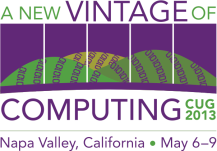 A NEW VINTAGE OF
COMPUTING CUG 2013
Napa Valley, California • May 6–9